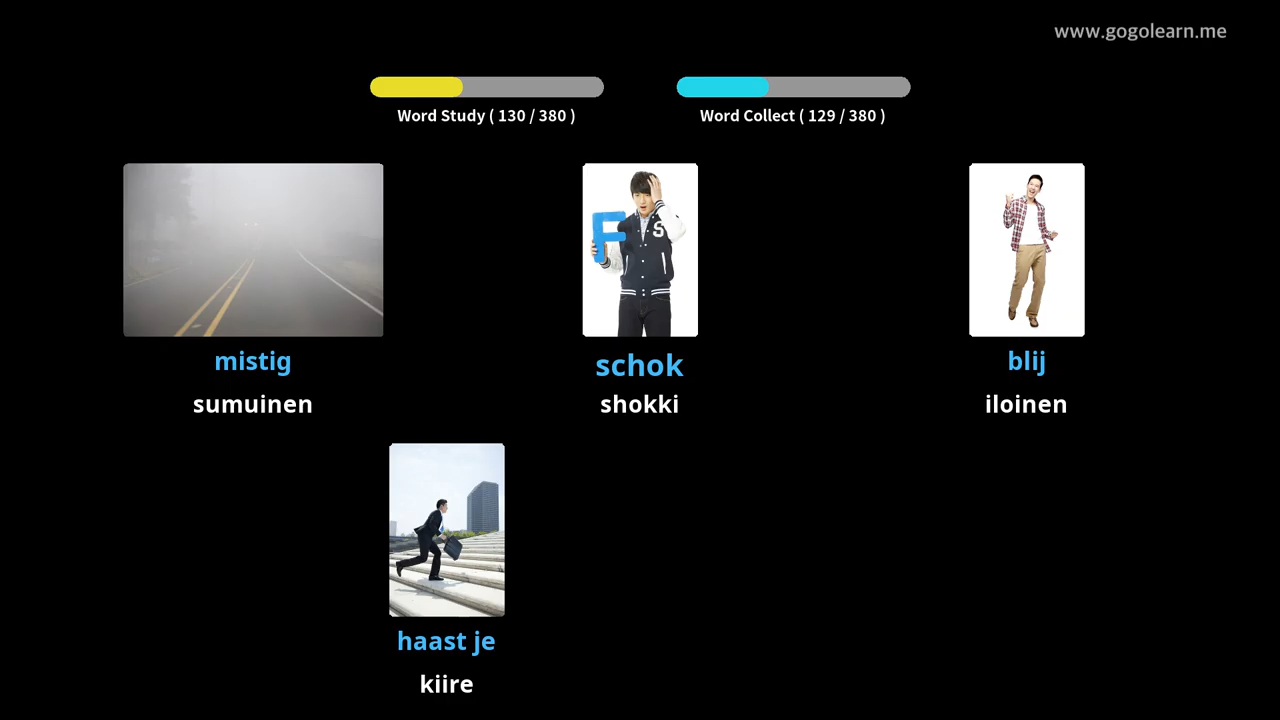 www.gogolearn.me
Word Study ( 130 / 380 )
Word Collect ( 129 / 380 )
F
S
mistig
schok
blij
sumuinen
shokki
iloinen
haast je
kiire